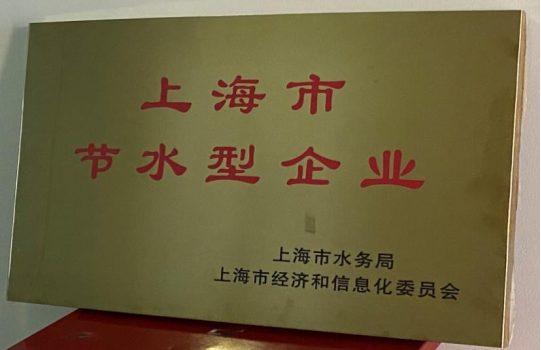 上海市
节水型企业
上海市水务局
上海市经济和信息化委员会